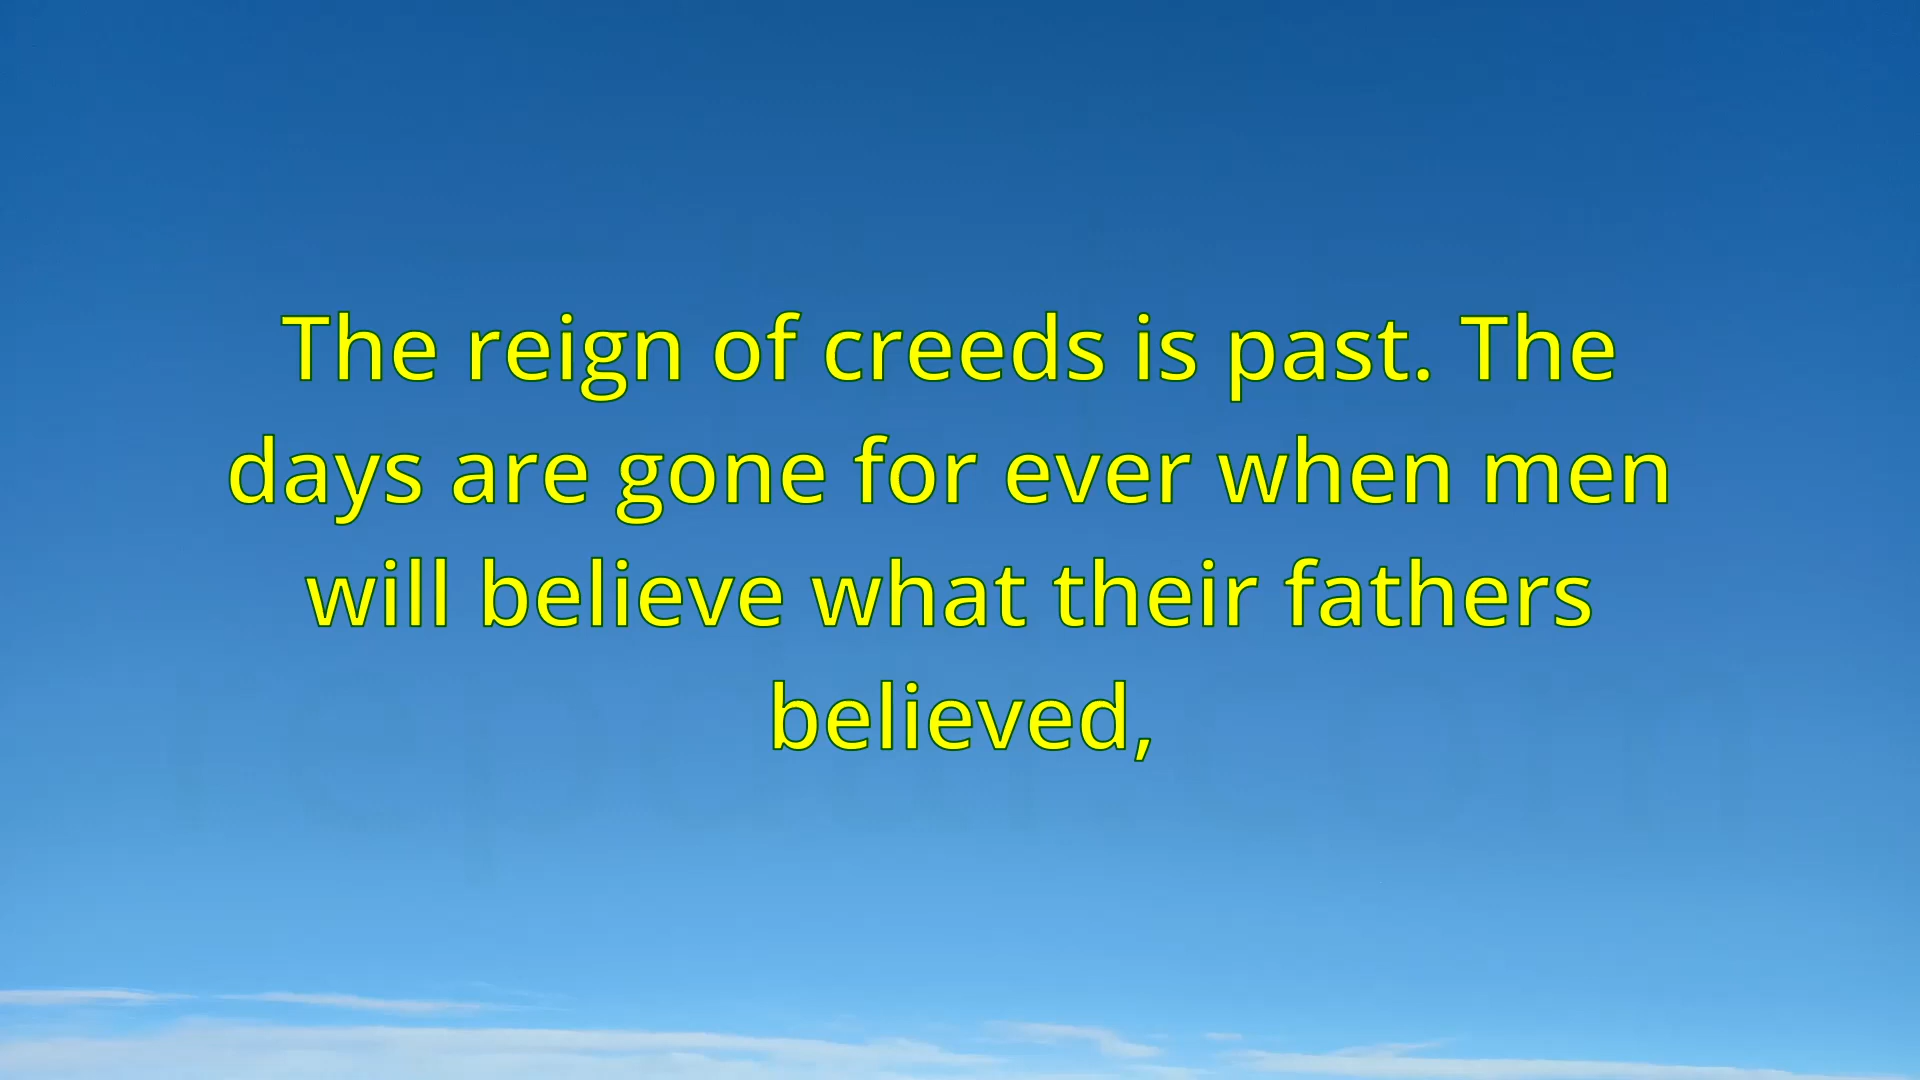 The reign of creeds is past. The
days are gone for ever when men
will believe what their fathers
believed,